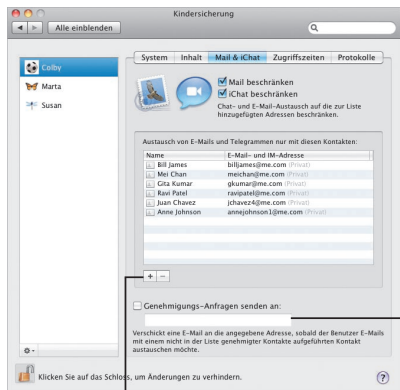 Kindersicherung
Alle einblenden
System
Inhalt
Mail & iChat
Zugriffszeiten
Protokolle
Colby
Marta
Susan
Mail beschränken
iChat beschränken
Chat- und E-Mail-Austausch auf die zur Liste
hinzugefügten Adressen beschränken.
Austausch von E-Mails und Telegrammen nur mit diesen Kontakten:
Name
E-Mail- und IM-Adresse
Bill James
billjames@me.com (Privat)
Mei Chan
meichan@me.com (Privat)
Gita Kumar
gkumar@me.com (Privat)
Ravi Patel
ravipatel@me.com (Privat)
Juan Chavez
jchavez4@me.com (Privat)
Anne Johnson
annejohnson1@me.com (Privat)
+ −
Genehmigungs-Anfragen senden an:
Verschickt eine E-Mail an die angegebene Adresse, sobald der Benutzer E-Mails
mit einem nicht in der Liste genehmigter Kontakte aufgeführten Kontakt
austauschen möchte.
Klicken Sie auf das Schloss, um Änderungen zu verhindern.
?